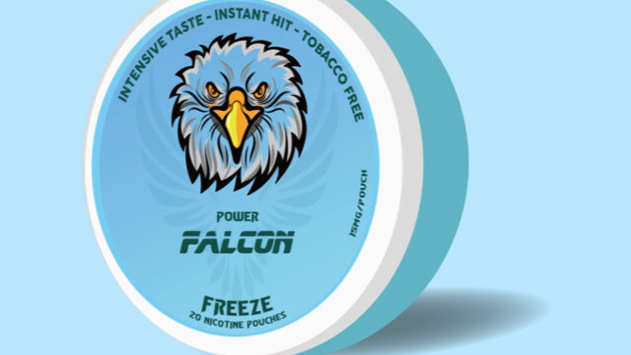 INTENSIVE TASTE - INSTANT HIT - TOBACCO FREE
15MG/POUCH
POWER
FALCON
FREEZE
20 NICOTINE POUCHES